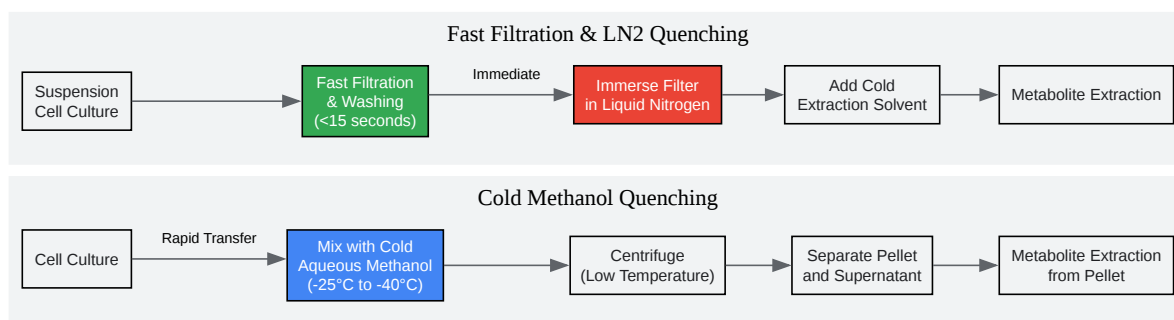 Fast Filtration & LN2 Quenching
Suspension
Cell Culture
Fast Filtration
& Washing
(<15 seconds)
Immediate
Immerse Filter
in Liquid Nitrogen
Add Cold
Extraction Solvent
Metabolite Extraction
Cold Methanol Quenching
Cell Culture
Rapid Transfer
Mix with Cold
Aqueous Methanol
(-25°C to -40°C)
Centrifuge
(Low Temperature)
Separate Pellet
and Supernatant
Metabolite Extraction
from Pellet